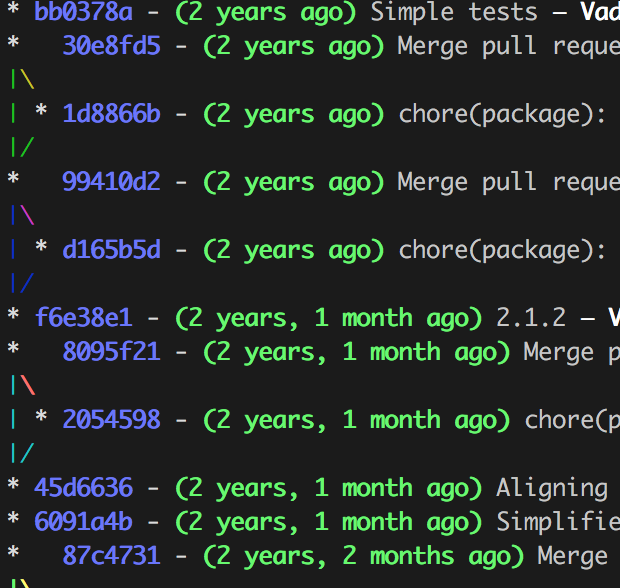 * bb0378a - (2 years ago) Simple tests — Vad
*   30e8fd5 - (2 years ago) Merge pull reque
|\
| * 1d8866b - (2 years ago) chore(package):
|/
*   99410d2 - (2 years ago) Merge pull reque
|\
| * d165b5d - (2 years ago) chore(package):
|/
* f6e38e1 - (2 years, 1 month ago) 2.1.2 — V
*   8095f21 - (2 years, 1 month ago) Merge p
|\
| * 2054598 - (2 years, 1 month ago) chore(p
|/
* 45d6636 - (2 years, 1 month ago) Aligning
* 6091a4b - (2 years, 1 month ago) Simplifie
*   87c4731 - (2 years, 2 months ago) Merge
|\